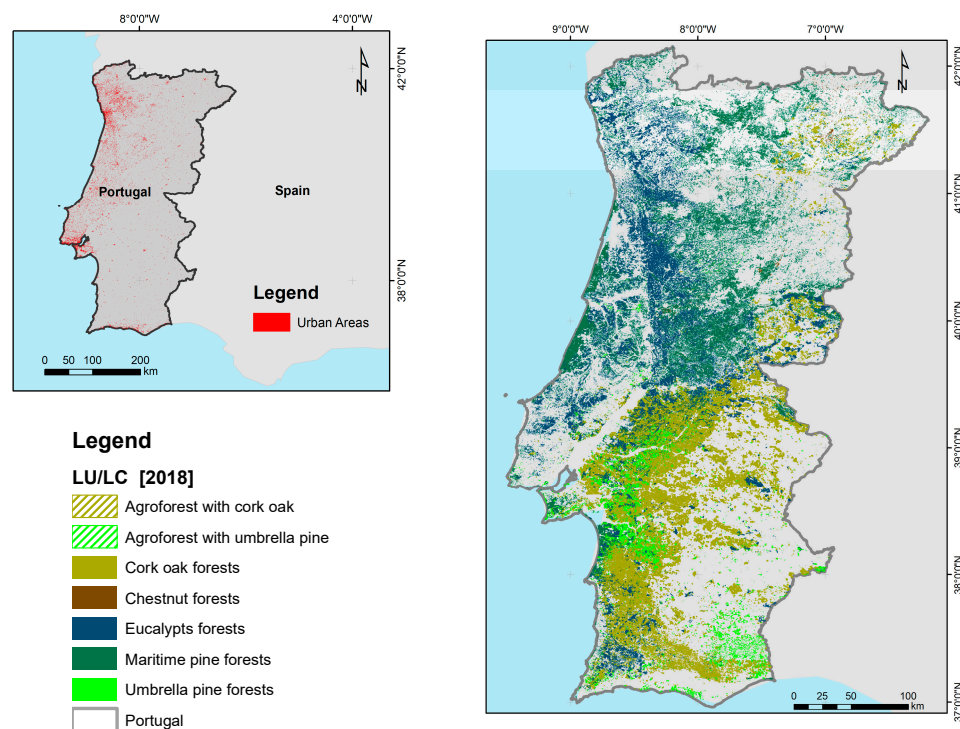 8°0'0"W 4°0'0"W
N
42°0'0"N
Portugal
Spain
38°0'0"N
Legend
Urban Areas
0 50 100 200
km
Legend
LU/LC [2018]
Agroforest with cork oak
Agroforest with umbrella pine
Cork oak forests
Chestnut forests
Eucalypts forests
Maritime pine forests
Umbrella pine forests
Portugal
9°0'0"W 8°0'0"W 7°0'0"W
N
42°0'0"N
41°0'0"N
40°0'0"N
39°0'0"N
38°0'0"N
37°0'0"N
0 25 50 100
km